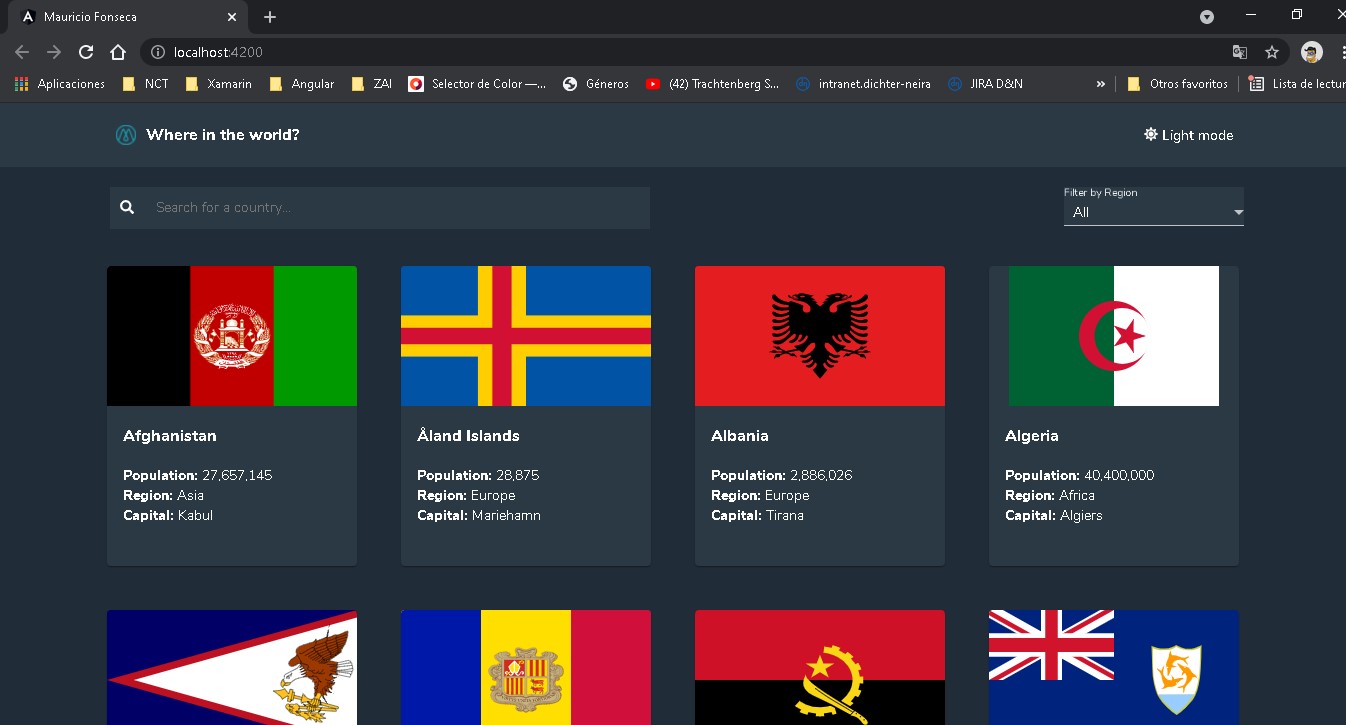 Mauricio Fonseca
localhost:4200
Aplicaciones NCT Xamarin Angular ZAI Selector de Color —... Géneros (42) Trachtenberg S... intranet.dichter-neira JIRA D&N » Otros favoritos Lista de lectur
Where in the world? Light mode
Search for a country...
Filter by Region
All
Afghanistan
Population: 27,657,145
Region: Asia
Capital: Kabul
Åland Islands
Population: 28,875
Region: Europe
Capital: Mariehamn
Albania
Population: 2,886,026
Region: Europe
Capital: Tirana
Algeria
Population: 40,400,000
Region: Africa
Capital: Algiers